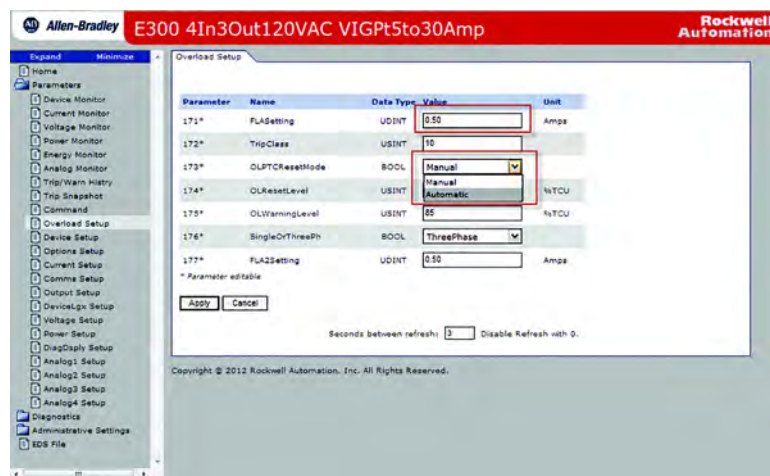 Allen-Bradley
E300 4In3Out120VAC VIGPt5to30Amp
Rockwell
Automation
Expand Minimize
Home
Parameters
Device Monitor
Current Monitor
Voltage Monitor
Power Monitor
Energy Monitor
Analog Monitor
Trip/Warn Histry
Trip Snapshot
Command
Overload Setup
Device Setup
Options Setup
Current Setup
Comms Setup
Output Setup
DeviceLgx Setup
Voltage Setup
Power Setup
DiagDsply Setup
Analog1 Setup
Analog2 Setup
Analog3 Setup
Analog4 Setup
Diagnostics
Administrative Settings
EDS File
Overload Setup
Parameter Name Data Type Value Unit
171* FLASetting UDINT 0.50 Amps
172* TripClass USINT 10
173* OLPTCResetMode BOOL Manual
Manual
Automatic
174* OLResetLevel USINT %TCU
175* OLWarningLevel USINT 85 %TCU
176* SingleOrThreePh BOOL ThreePhase
177* FLA2Setting UDINT 0.50 Amps
* Parameter editable
Apply Cancel
Seconds between refresh: 3 Disable Refresh with 0.
Copyright © 2012 Rockwell Automation, Inc. All Rights Reserved.